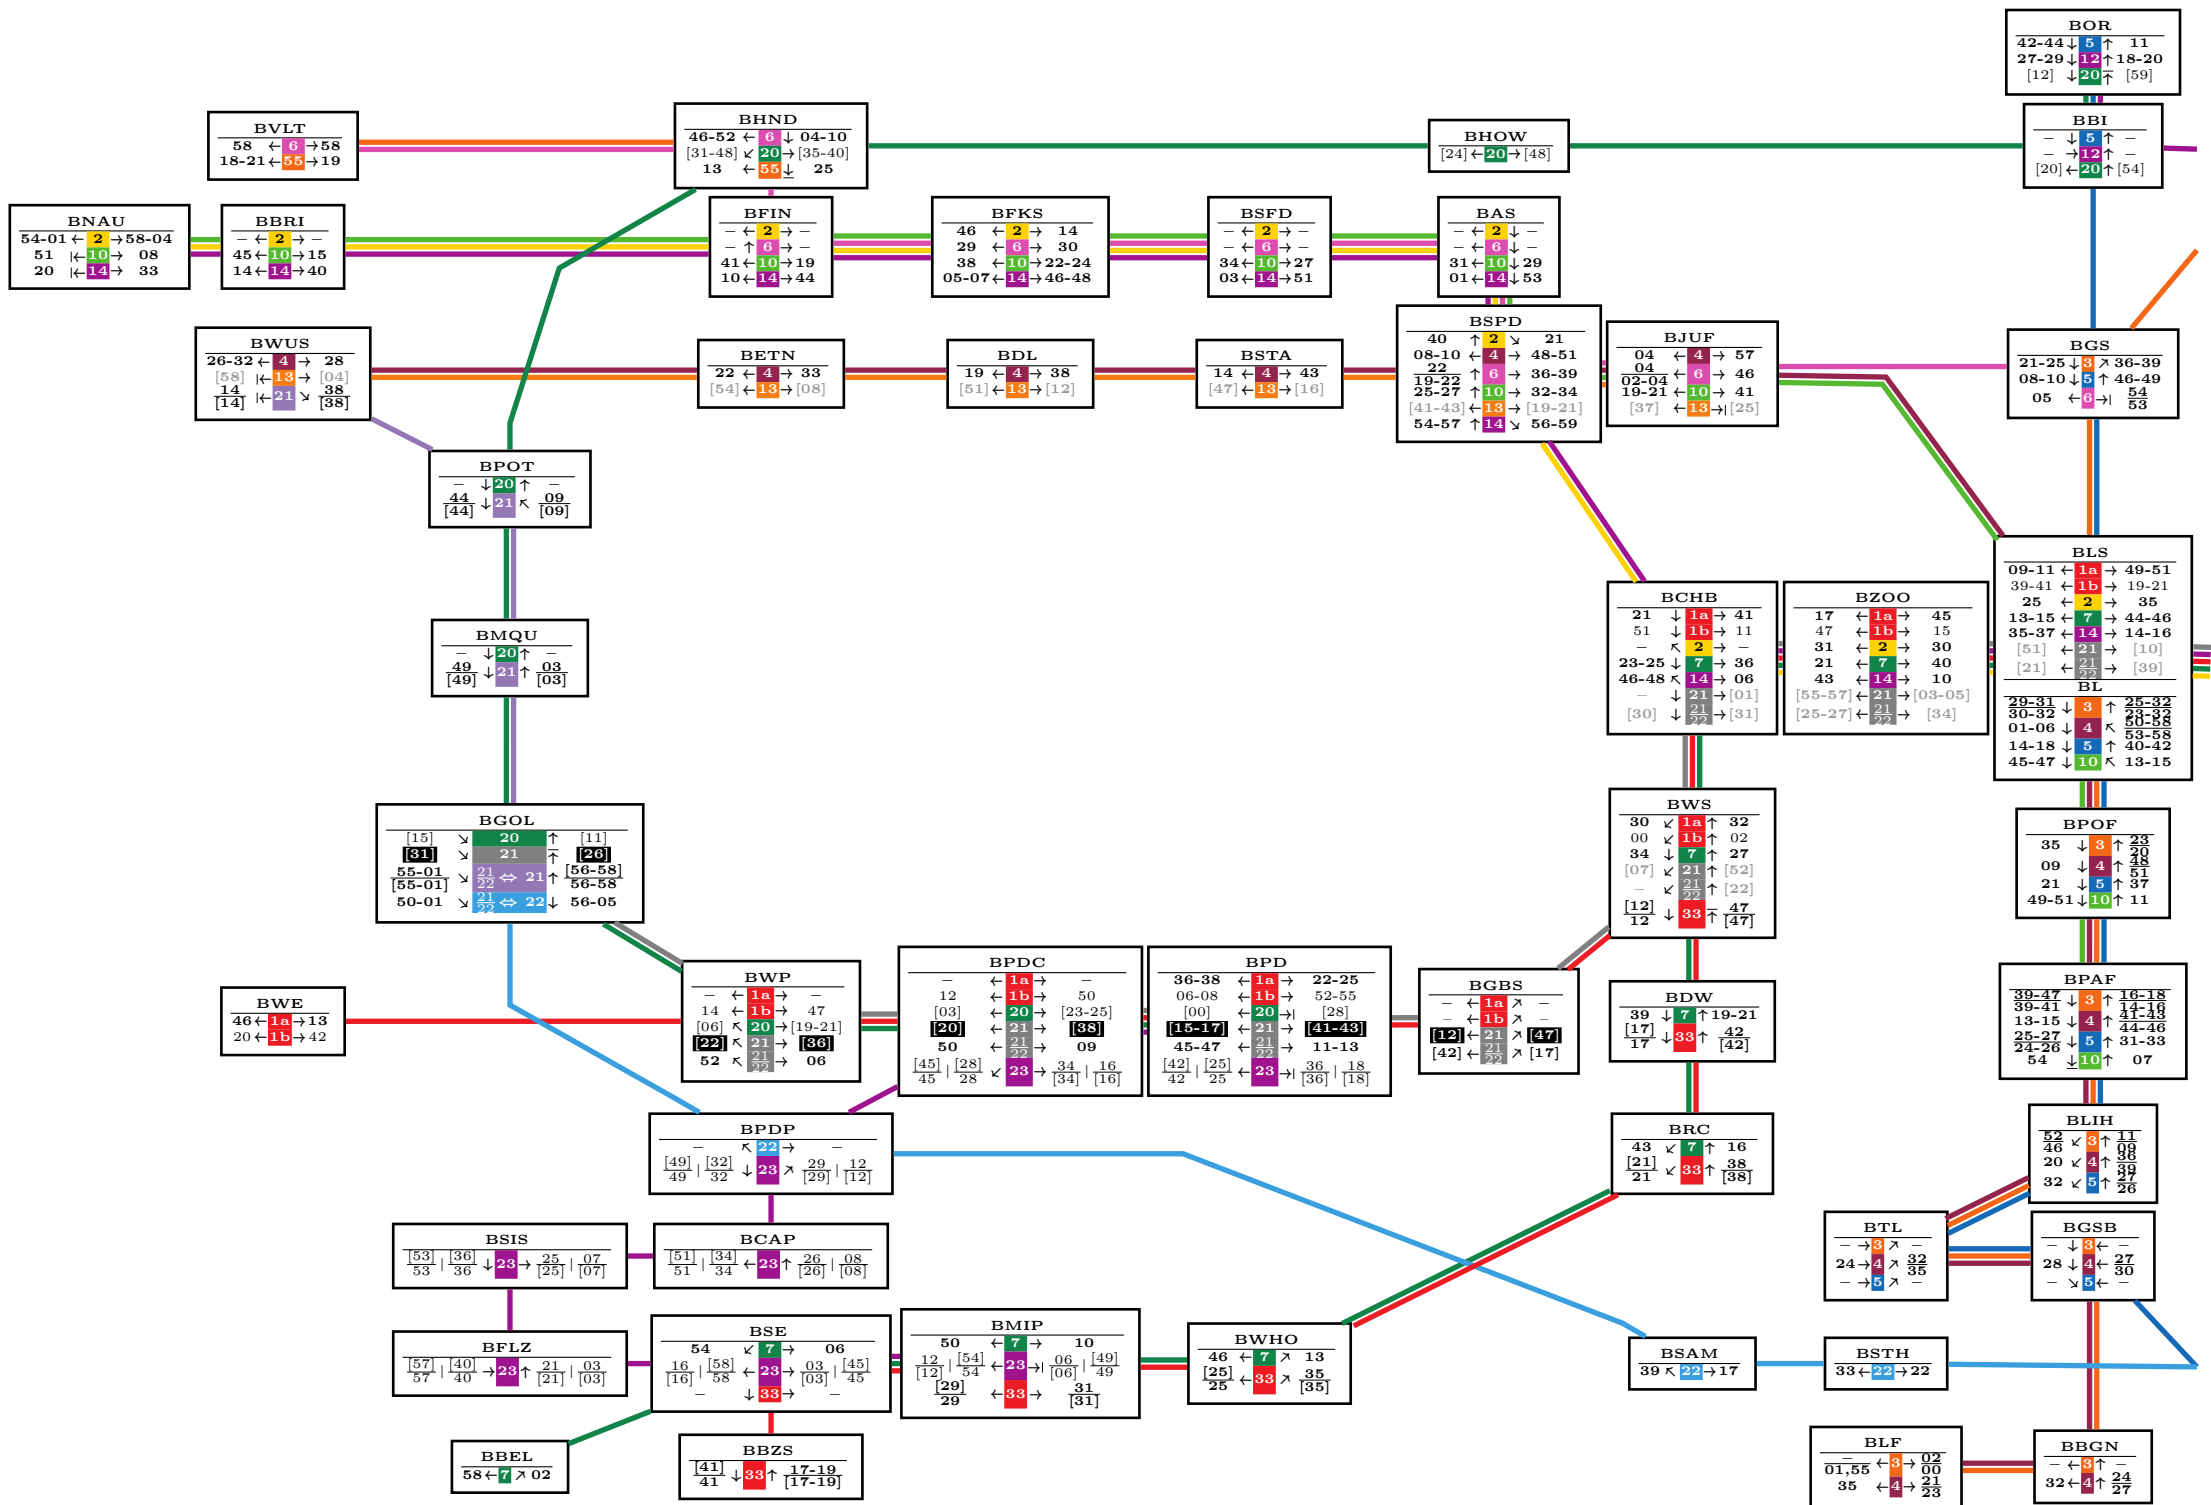 BOR
42-44 ↓ 5 ↑ 11
27-29 ↓ 12 ↑ 18-20
[12] ↓ 20 ↑ [59]
BVLT
58 ← 6 → 58
18-21 ← 55 → 19
BHND
46-52 ← 6 ↓ 04-10
[31-48] ↙ 20 → [35-40]
13 ← 55 ↓ 25
BHOW
[24] ← 20 → [48]
BBI
– ↓ 5 ↑ –
– → 12 ↑ –
[20] ← 20 ↑ [54]
BNAU
54-01 ← 2 → 58-04
51 |← 10 → 08
20 |← 14 → 33
BBRI
– ← 2 → –
45 ← 10 → 15
14 ← 14 → 40
BFIN
– ← 2 → –
– ↑ 6 → –
41 ← 10 → 19
10 ← 14 → 44
BFKS
46 ← 2 → 14
29 ← 6 → 30
38 ← 10 → 22-24
05-07 ← 14 → 46-48
BSFD
– ← 2 → –
– ← 6 → –
34 ← 10 → 27
03 ← 14 → 51
BAS
– ← 2 ↓ –
– ← 6 ↓ –
31 ← 10 ↓ 29
01 ← 14 ↓ 53
BWUS
26-32 ← 4 → 28
[58] |← 13 → [04]
14 38
[14] |← 21 ↘ [38]
BETN
22 ← 4 → 33
[54] ← 13 → [08]
BDL
19 ← 4 → 38
[51] ← 13 → [12]
BSTA
14 ← 4 → 43
[47] ← 13 → [16]
BSPD
40 ↑ 2 ↘ 21
08-10 ← 4 → 48-51
22
19-22 ↑ 6 → 36-39
25-27 ↑ 10 → 32-34
[41-43] ← 13 → [19-21]
54-57 ↑ 14 ↘ 56-59
BJUF
04 ← 4 → 57
04
02-04 ← 6 → 46
19-21 ← 10 → 41
[37] ← 13 →| [25]
BGS
21-25 ↓ 3 ↗ 36-39
08-10 ↓ 5 ↑ 46-49
05 ← 6 →| 54
53
BPOT
– ↓ 20 ↑ –
44 09
[44] ↓ 21 ↖ [09]
BLS
09-11 ← 1a → 49-51
39-41 ← 1b → 19-21
25 ← 2 → 35
13-15 ← 7 → 44-46
35-37 ← 14 → 14-16
[51] ← 21 → [10]
[21] ← 21 → [39]
22
BL
29-31 25-32
30-32 ↓ 3 ↑ 23-32
01-06 ↓ 4 ↖ 50-58
53-58
14-18 ↓ 5 ↑ 40-42
45-47 ↓ 10 ↖ 13-15
BCHB
21 ↓ 1a → 41
51 ↓ 1b → 11
– ↖ 2 → –
23-25 ↓ 7 → 36
46-48 ↖ 14 → 06
– ↓ 21 → [01]
[30] ↓ 21 → [31]
22
BZOO
17 ← 1a → 45
47 ← 1b → 15
31 ← 2 → 30
21 ← 7 → 40
43 ← 14 → 10
[55-57] ← 21 → [03-05]
[25-27] ← 21 → [34]
22
BMQU
– ↓ 20 ↑ –
49 03
[49] ↓ 21 ↑ [03]
BGOL
[15] ↘ 20 ↑ [11]
[31] ↘ 21 ↑ [26]
55-01 21 [56-58]
[55-01] ↘ 22 ⇔ 21 ↑ 56-58
50-01 ↘ 21 ⇔ 22 ↓ 56-05
22
BWS
30 ↙ 1a ↑ 32
00 ↙ 1b ↑ 02
34 ↓ 7 ↑ 27
[07] ↙ 21 ↑ [52]
– ↙ 21 ↑ [22]
22
[12] 47
12 ↓ 33 ↑ [47]
BPOF
35 ↓ 3 ↑ 23
20
09 ↓ 4 ↑ 48
51
21 ↓ 5 ↑ 37
49-51 ↓ 10 ↑ 11
BWE
46 ← 1a → 13
20 ← 1b → 42
BWP
– ← 1a → –
14 ← 1b → 47
[06] ↖ 20 → [19-21]
[22] ↖ 21 → [36]
52 ↖ 21 → 06
22
BPDC
– ← 1a → –
12 ← 1b → 50
[03] ← 20 → [23-25]
[20] ← 21 → [38]
50 ← 21 → 09
22
[45] | [28] 34 | 16
45 28 ↙ 23 → [34] [16]
BPD
36-38 ← 1a → 22-25
06-08 ← 1b → 52-55
[00] ← 20 →| [28]
[15-17] ← 21 → [41-43]
45-47 ← 21 → 11-13
22
[42] | [25] 36 | 18
42 25 ← 23 →| [36] [18]
BGBS
– ← 1a ↗ –
– ← 1b ↗ –
[12] ← 21 ↗ [47]
[42] ← 21 ↗ [17]
22
BDW
39 ↓ 7 ↑ 19-21
[17] 42
17 ↓ 33 ↑ [42]
BPAF
39-47 16-18
39-41 ↓ 3 ↑ 14-16
13-15 ↓ 4 ↑ 41-43
44-46
25-27
24-26 ↓ 5 ↑ 31-33
54 ↓ 10 ↑ 07
BPDP
– ↖ 22 → –
[49] | [32] 29 | 12
49 32 ↓ 23 ↗ [29] [12]
BRC
43 ↙ 7 ↑ 16
[21] 38
21 ↙ 33 ↑ [38]
BLIH
52 11
46 ↙ 3 ↑ 09
20 ↙ 4 ↑ 36
39
32 ↙ 5 ↑ 27
26
BSIS
[53] | [36] 25 | 07
53 36 ↓ 23 → [25] [07]
BCAP
[51] | [34] 26 | 08
51 34 ← 23 ↑ [26] [08]
BTL
– → 3 ↗ –
24 → 4 ↗ 32
35
– → 5 ↗ –
BGSB
– ↓ 3 ← –
28 ↓ 4 ← 27
30
– ↘ 5 ← –
BFLZ
[57] | [40] 21 | 03
57 40 → 23 ↑ [21] [03]
BSE
54 ↙ 7 → 06
16 | [58] 03 | [45]
[16] 58 ← 23 → [03] 45
– ↓ 33 → –
BMIP
50 ← 7 → 10
12 | [54] 06 | [49]
[12] 54 ← 23 →| [06] 49
[29] 31
29 ← 33 → [31]
BWHO
46 ← 7 ↗ 13
[25] 35
25 ← 33 ↗ [35]
BSAM
39 ↖ 22 → 17
BSTH
33 ← 22 → 22
BBEL
58 ← 7 ↗ 02
BBZS
[41] 17-19
41 ↓ 33 ↑ [17-19]
BLF
– 02
01,55 ← 3 → 00
35 ← 4 → 21
23
BBGN
– ← 3 ↑ –
32 ← 4 ↑ 24
27